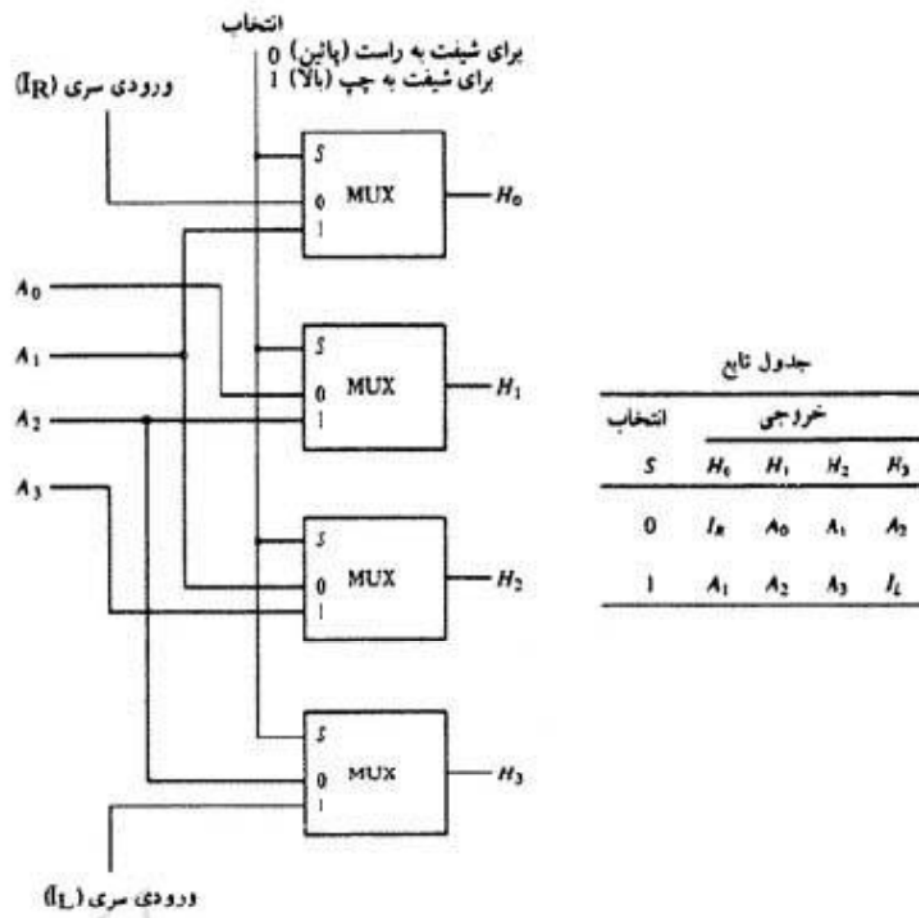 انتخاب
0 برای شیفت به راست (پائین)
1 برای شیفت به چپ (بالا)
ورودی سری (IR)
S
MUX
0
1
H0
A0
A1
A2
A3
S
MUX
0
1
H1
S
MUX
0
1
H2
S
MUX
0
1
H3
ورودی سری (IL)
جدول تابع
انتخاب خروجی
S H0 H1 H2 H3
0 IR A0 A1 A2
1 A1 A2 A3 IL